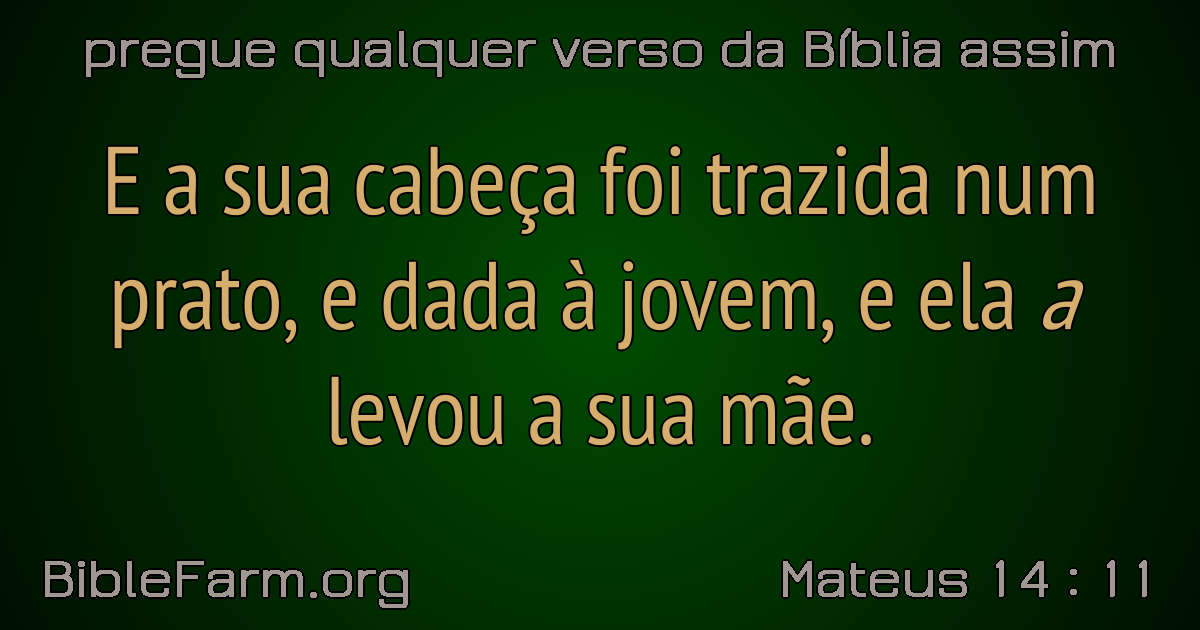 pregue qualquer verso da Bíblia assim
E a sua cabeça foi trazida num
prato, e dada à jovem, e ela a
levou a sua mãe.
BibleFarm.org
Mateus 14 : 11